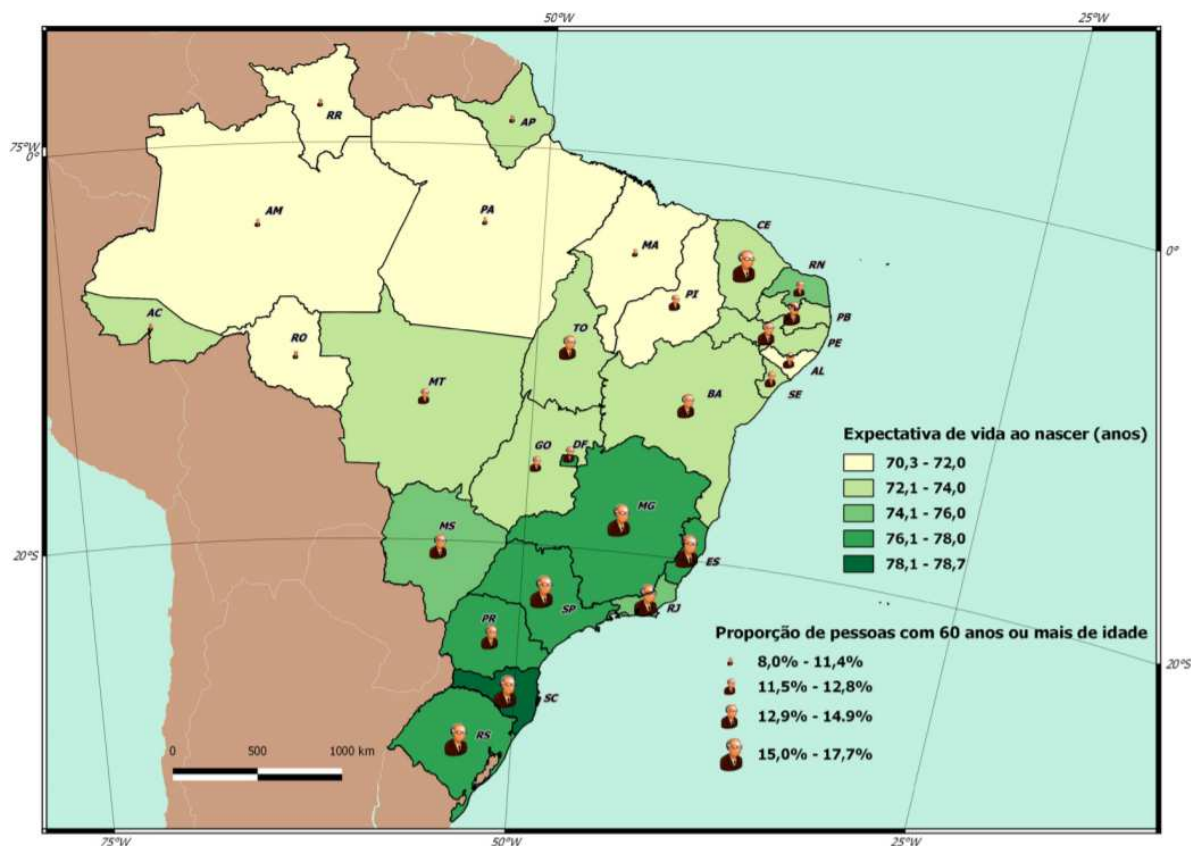 50°W
25°W
75°W
0°
RR
AP
AM
PA
MA
CE
0°
RN
PI
PB
AC
TO
PE
RO
AL
MT
BA
SE
GO
DF
Expectativa de vida ao nascer (anos)
70,3 - 72,0
72,1 - 74,0
74,1 - 76,0
76,1 - 78,0
78,1 - 78,7
MG
MS
20°S
ES
SP
RJ
PR
Proporção de pessoas com 60 anos ou mais de idade
8,0% - 11,4%
11,5% - 12,8%
12,9% - 14.9%
15,0% - 17,7%
20°S
SC
RS
0 500 1000 km
75°W
50°W
25°W